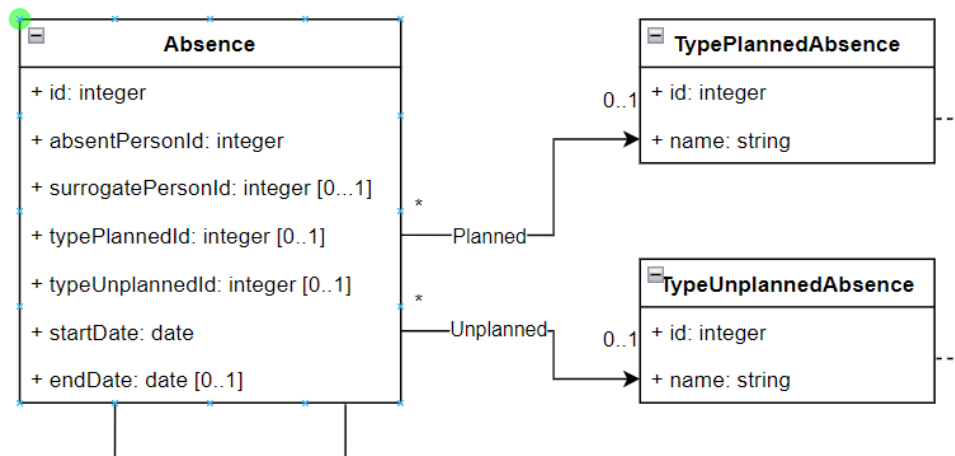 Absence
+ id: integer
+ absentPersonId: integer
+ surrogatePersonId: integer [0...1]
+ typePlannedId: integer [0..1]
+ typeUnplannedId: integer [0..1]
+ startDate: date
+ endDate: date [0..1]
*
Planned
0..1
TypePlannedAbsence
+ id: integer
+ name: string
*
Unplanned
0..1
TypeUnplannedAbsence
+ id: integer
+ name: string